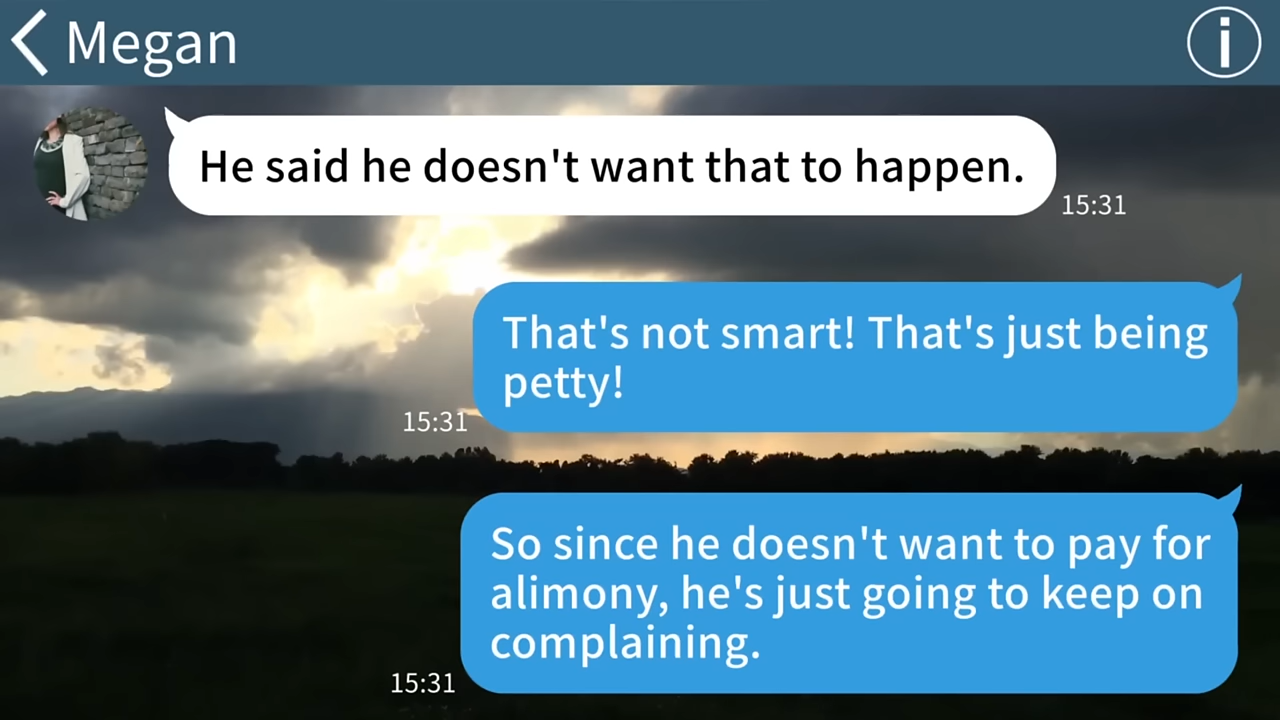 Megan
i
He said he doesn't want that to happen.
15:31
That's not smart! That's just being
petty!
15:31
So since he doesn't want to pay for
alimony, he's just going to keep on
complaining.
15:31